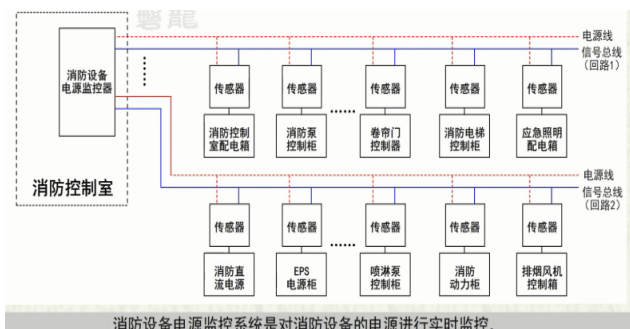 磐龍
电源线
信号总线
（回路1）
消防设备
电源监控器
传感器
传感器
传感器
传感器
传感器
消防控制
室配电箱
消防泵
控制柜
卷帘门
控制器
消防电梯
控制柜
应急照明
配电箱
消防控制室
电源线
信号总线
（回路2）
传感器
传感器
传感器
传感器
传感器
消防直
流电源
EPS
电源柜
喷淋泵
控制柜
消防
动力柜
排烟风机
控制箱
消防设备电源监控系统是对消防设备的电源进行实时监控。